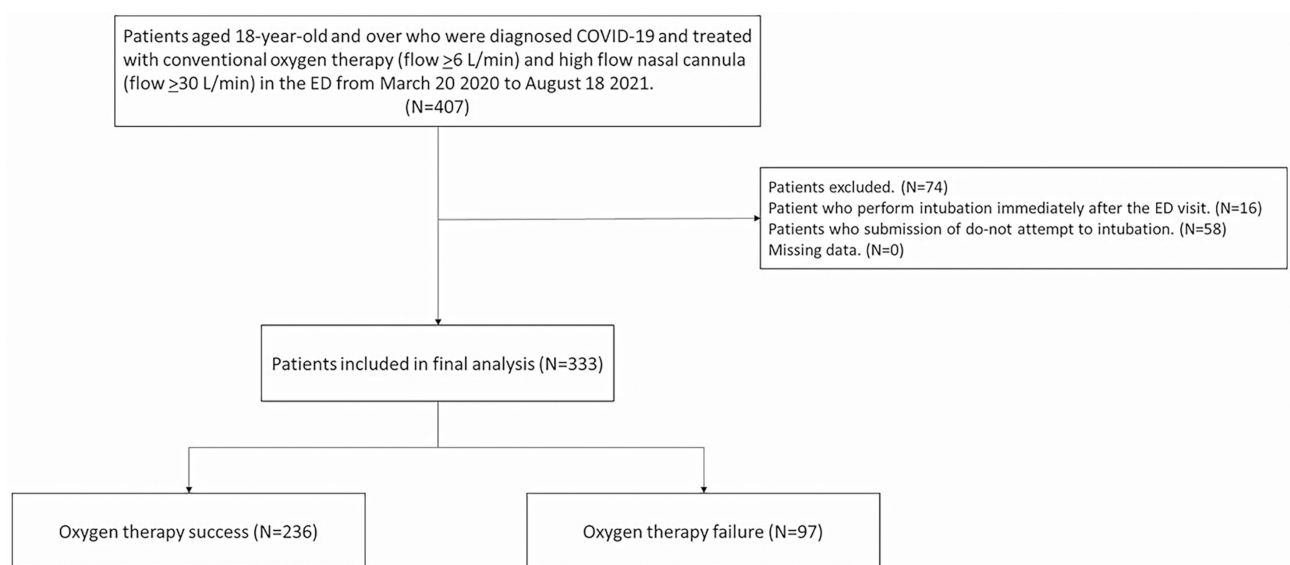 Patients aged 18-year-old and over who were diagnosed COVID-19 and treated
with conventional oxygen therapy (flow ≥6 L/min) and high flow nasal cannula
(flow ≥30 L/min) in the ED from March 20 2020 to August 18 2021.
(N=407)
Patients excluded. (N=74)
Patient who perform intubation immediately after the ED visit. (N=16)
Patients who submission of do-not attempt to intubation. (N=58)
Missing data. (N=0)
Patients included in final analysis (N=333)
Oxygen therapy success (N=236)
Oxygen therapy failure (N=97)